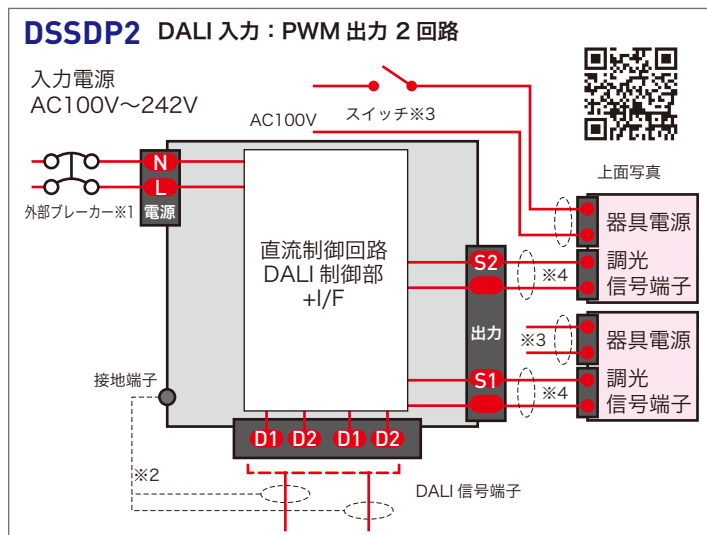 DSSDP2 DALI 入力：PWM 出力 2 回路
入力電源
AC100V～242V
スイッチ※3
AC100V
上面写真
N
L
電源
外部ブレーカー※1
器具電源
直流制御回路
DALI 制御部
+I/F
S2
※4
調光
信号端子
出力
※3
器具電源
接地端子
S1
※4
調光
信号端子
D1 D2 D1 D2
※2
DALI 信号端子